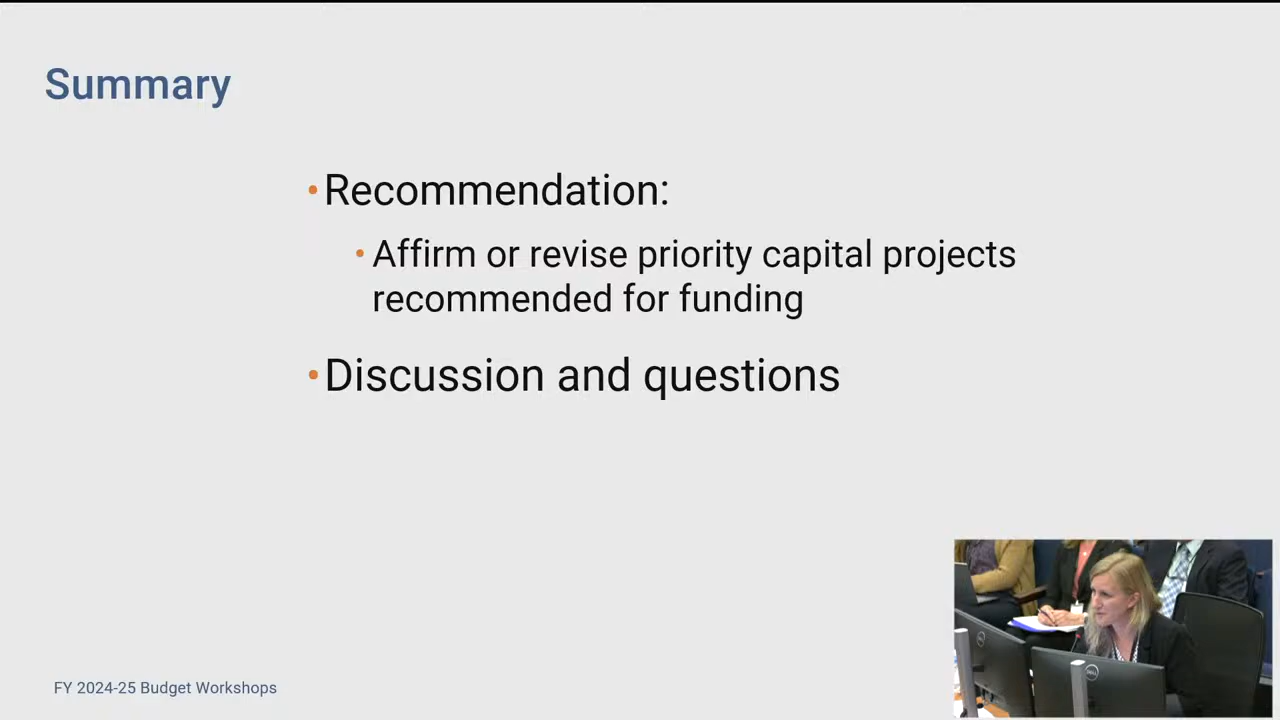 Summary
•Recommendation:
•Affirm or revise priority capital projects
recommended for funding
•Discussion and questions
FY 2024-25 Budget Workshops
DELL